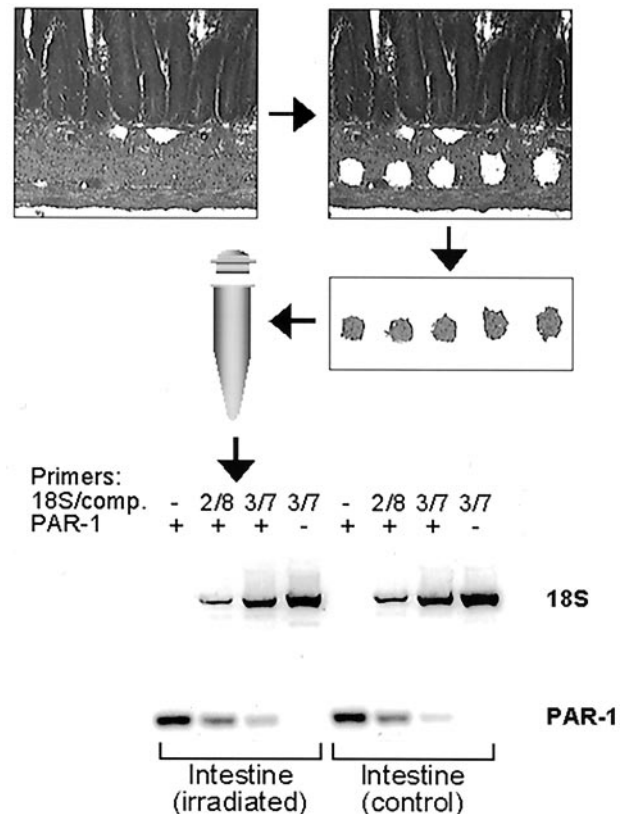 Primers:
18S/comp. - 2/8 3/7 3/7 - 2/8 3/7 3/7
PAR-1 + + + - + + + -
18S
PAR-1
Intestine Intestine
(irradiated) (control)